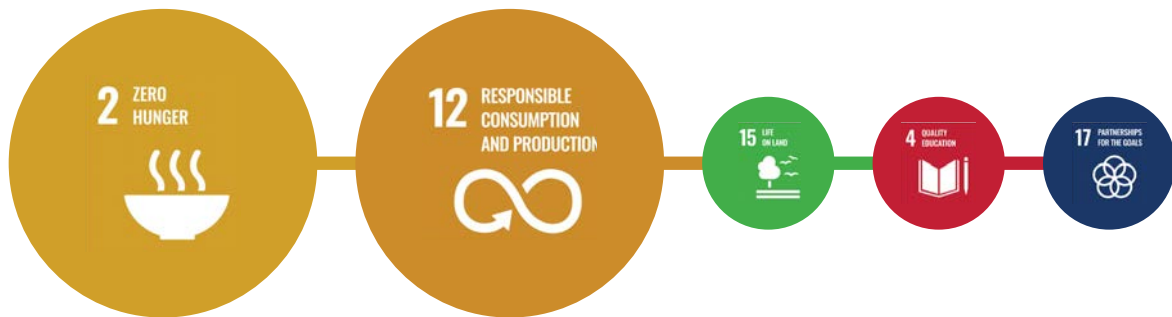 2 ZERO
HUNGER
12 RESPONSIBLE
CONSUMPTION
AND PRODUCTION
15 LIFE
ON LAND
4 QUALITY
EDUCATION
17 PARTNERSHIPS
FOR THE GOALS